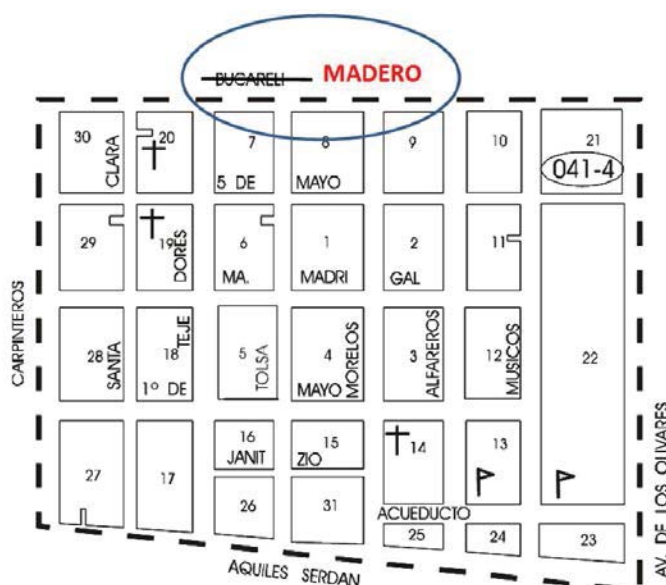 BUCARELI MADERO
30 20 7 8 9 10 21
CLARA
041-4
5 DE MAYO
29 19 6 1 2 11
DORES
MA. MADRI GAL
CARPINTEROS
28 18 5 4 3 12 22
SANTA
TEJE
TOLSA
MORELOS
ALFAREROS
MUSICOS
1º DE MAYO
27 17 16 15 14 13
JANIT ZIO
26 31
ACUEDUCTO
25 24 23
AQUILES SERDAN
AV. DE LOS OLIVARES